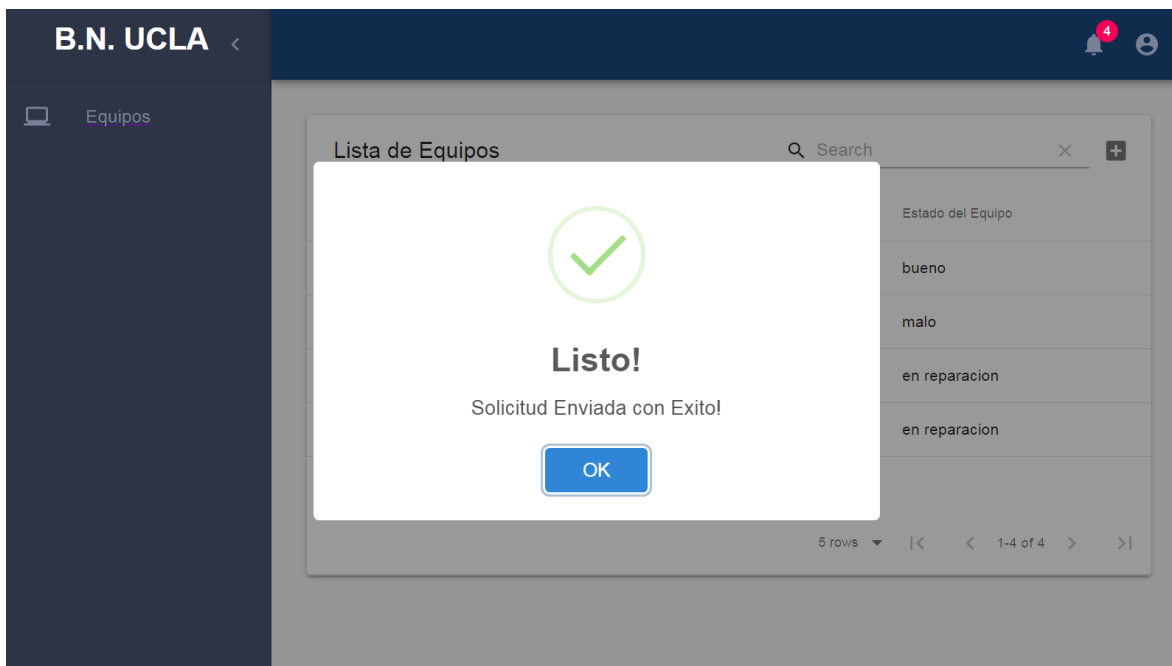 B.N. UCLA
4
Equipos
Lista de Equipos
Search
Estado del Equipo
bueno
malo
en reparacion
en reparacion
Listo!
Solicitud Enviada con Exito!
OK
5 rows
1-4 of 4